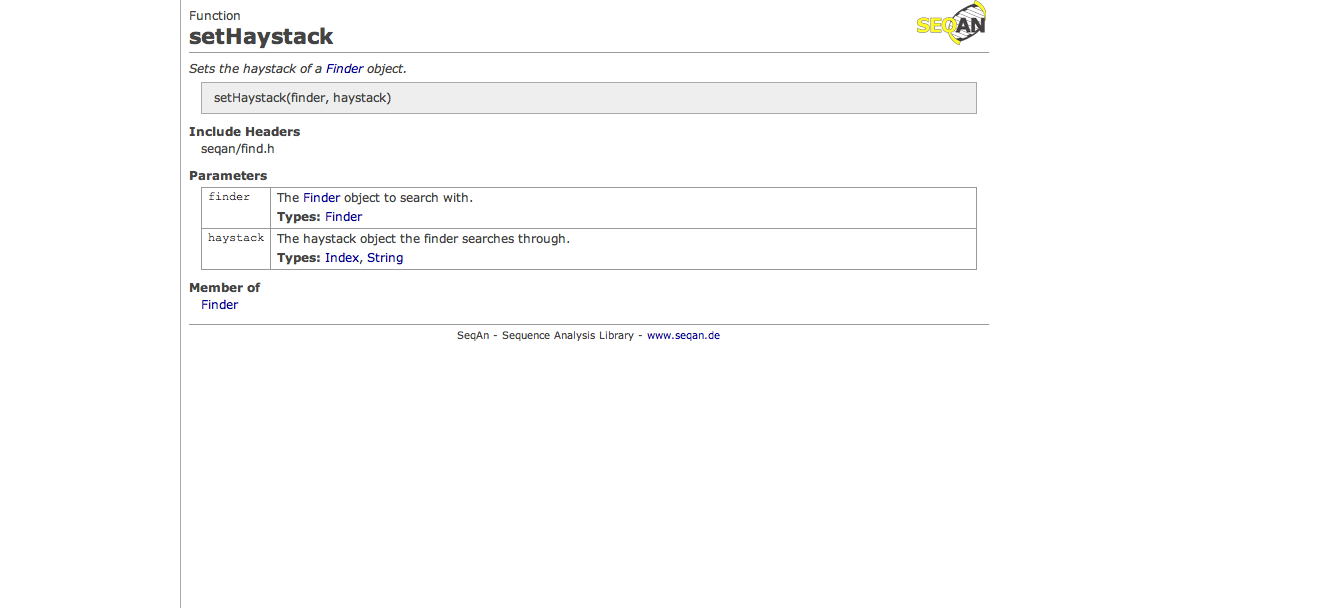 Function
SEQAN
setHaystack
Sets the haystack of a Finder object.
setHaystack(finder, haystack)
Include Headers
seqan/find.h
Parameters
finder The Finder object to search with.
Types: Finder
haystack The haystack object the finder searches through.
Types: Index, String
Member of
Finder
SeqAn - Sequence Analysis Library - www.seqan.de